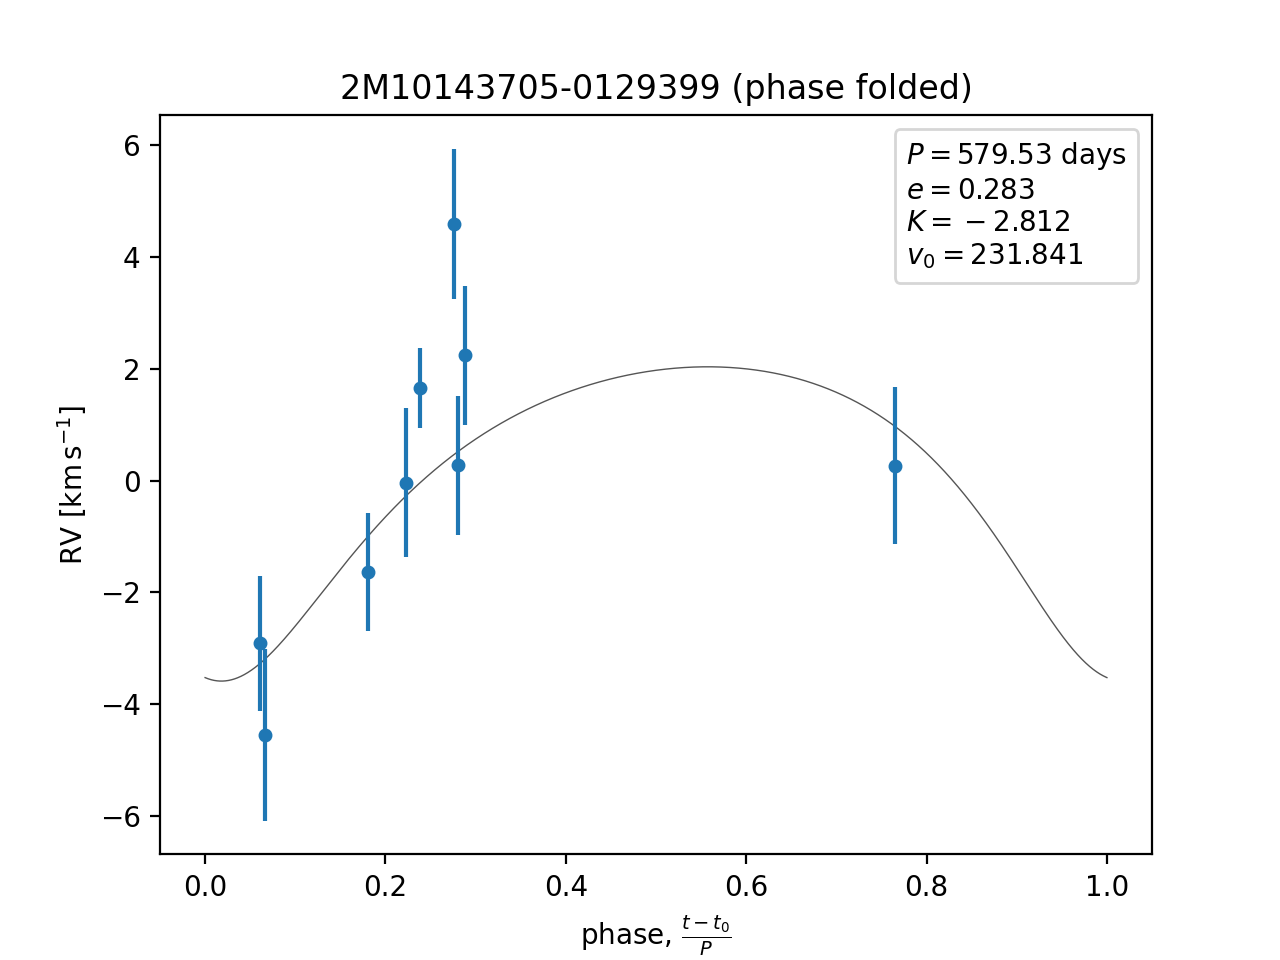 2M10143705-0129399 (phase folded)
P = 579.53 days
e = 0.283
K = −2.812
v₀ = 231.841
RV [km s⁻¹]
6
4
2
0
−2
−4
−6
0.0 0.2 0.4 0.6 0.8 1.0
phase, (t − t₀)/P